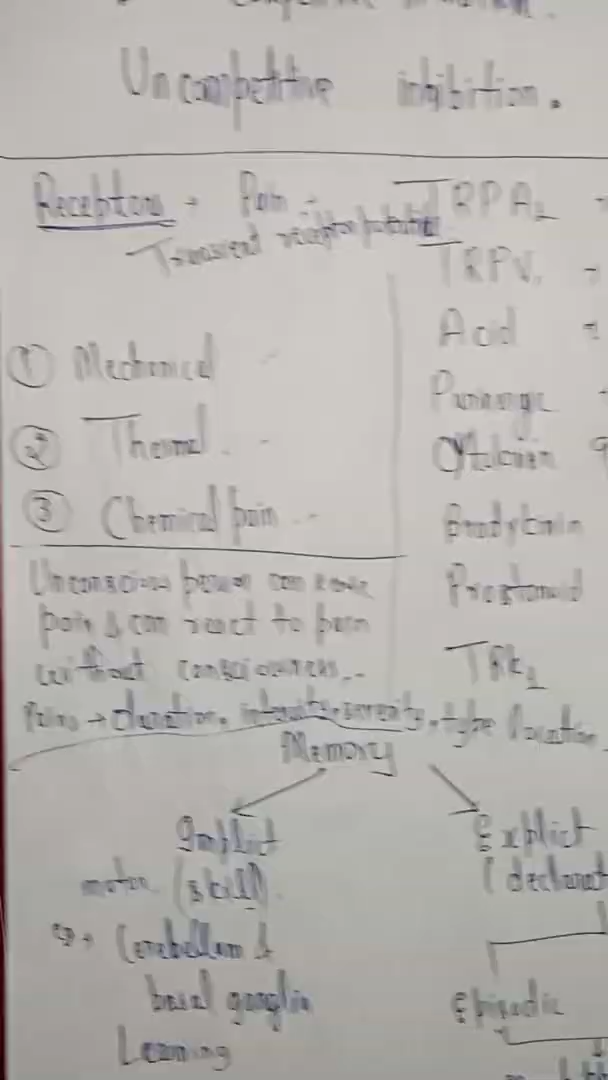 Uncompetitive inhibition.
Receptors → Pain - TRPA1 -
Transient receptor potential
TRPV1 -
① Mechanical -
② Thermal. -
③ Chemical pain -
Acid
Purinergic
Bradykinin
Prostanoid
TRK1
Unconscious person can sense
pain & can react to pain
without consciousness..
Pain → duration, intensity, severity, type, location
Memory
Implicit
motor (skill)
Cerebellum &
basal ganglia
Learning
Explicit
(declarat
Episodic